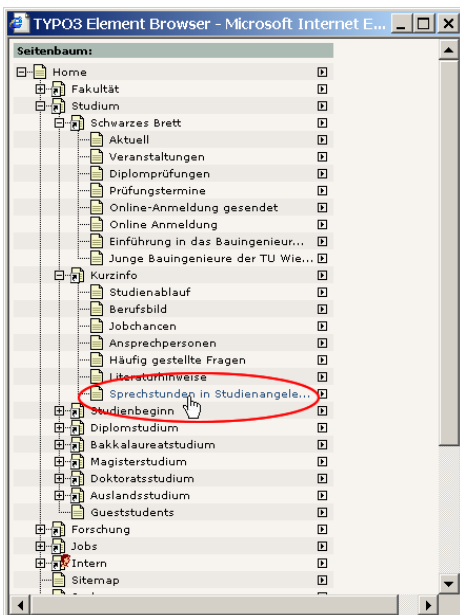 TYPO3 Element Browser - Microsoft Internet E...
Seitenbaum:
Home
Fakultät
Studium
Schwarzes Brett
Aktuell
Veranstaltungen
Diplomprüfungen
Prüfungstermine
Online-Anmeldung gesendet
Online Anmeldung
Einführung in das Bauingenieur...
Junge Bauingenieure der TU Wie...
Kurzinfo
Studienablauf
Berufsbild
Jobchancen
Ansprechpersonen
Häufig gestellte Fragen
Literaturhinweise
Sprechstunden in Studienangele...
Studienbeginn
Diplomstudium
Bakkalaureatstudium
Magisterstudium
Doktoratsstudium
Auslandsstudium
Gueststudents
Forschung
Jobs
Intern
Sitemap